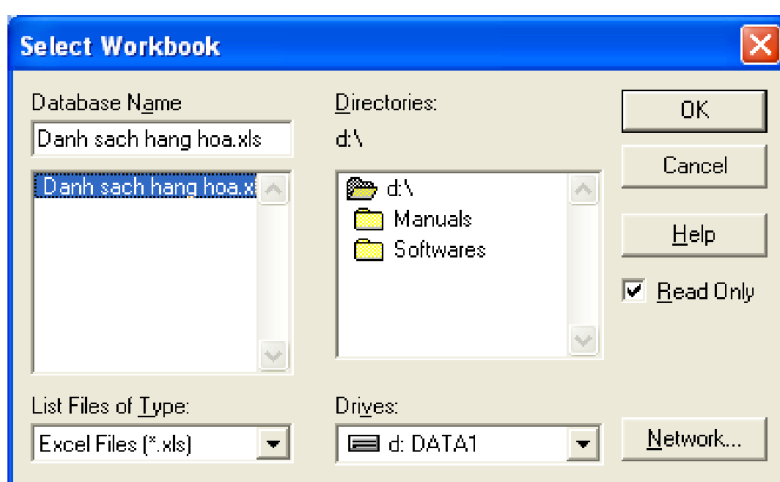 Select Workbook
Database Name
Danh sach hang hoa.xls
Danh sach hang hoa.xl
List Files of Type:
Excel Files (*.xls)
Directories:
d:\
d:\
Manuals
Softwares
Drives:
d: DATA1
OK
Cancel
Help
Read Only
Network...